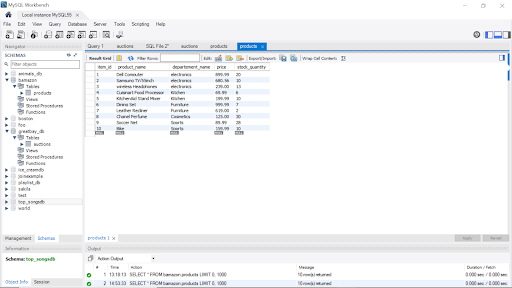 MySQL Workbench
Local instance MySQL55
File Edit View Query Database Server Tools Scripting Help
Navigator
SCHEMAS
Filter objects
animals_db
bamazon
Tables
products
Views
Stored Procedures
Functions
boston
foo
greatbay_db
Tables
auctions
Views
Stored Procedures
Functions
ice_creamdb
joinexample
playlist_db
sakila
test
top_songsdb
world
Management Schemas
Information
Schema: top_songsdb
Object Info Session
Query 1 auctions SQL File 2* auctions products products
Result Grid Filter Rows: Edit: Export/Import: Wrap Cell Content:
item_id product_name departement_name price stock_quantity
1 Dell Computer electronics 899.99 20
2 Samsung TV/55inch electronics 680.56 10
3 wireless Headphones electronics 239.00 13
4 Cuisinart Food Processor Kitchen 68.99 6
5 KitchenAid Stand Mixer Kitchen 199.99 10
6 Dining Set Furniture 999.99 7
7 Leather Recliner Furniture 619.00 2
8 Chanel Perfume Cosmetics 125.00 30
9 Soccer Net Sports 89.99 28
10 Bike Sports 199.99 10
NULL NULL NULL NULL NULL
products 1
Apply Revert
Output
Action Output
# Time Action Message Duration / Fetch
1 13:18:13 SELECT * FROM bamazon.products LIMIT 0, 1000 10 row(s) returned 0.000 sec / 0.000 sec
2 14:53:33 SELECT * FROM bamazon.products LIMIT 0, 1000 10 row(s) returned 0.000 sec / 0.000 sec